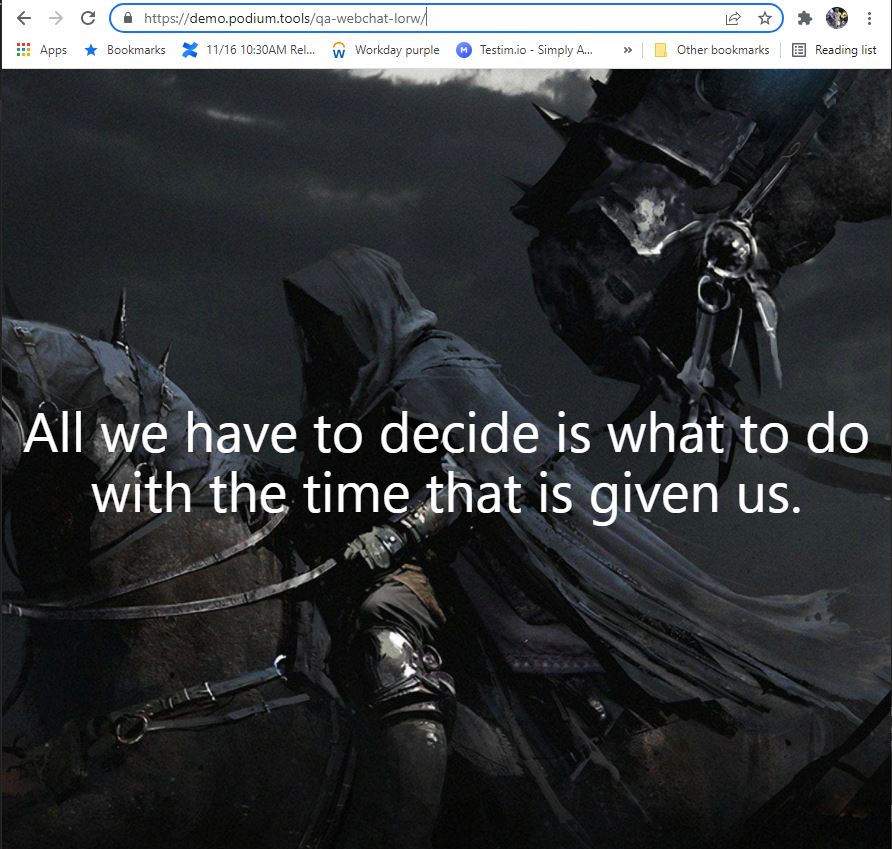 https://demo.podium.tools/qa-webchat-lorw/
Apps Bookmarks 11/16 10:30AM Rel... Workday purple Testim.io - Simply A... » Other bookmarks Reading list
All we have to decide is what to do
with the time that is given us.